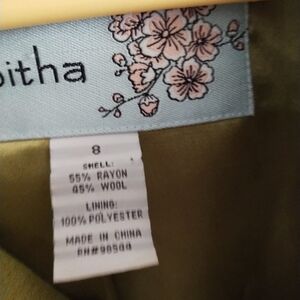 bitha
8
SHELL:
55% RAYON
45% WOOL
LINING:
100% POLYESTER
MADE IN CHINA